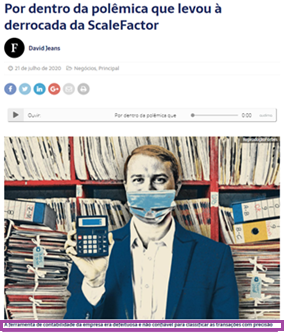 Por dentro da polêmica que levou à
derrocada da ScaleFactor
F
David Jeans
21 de julho de 2020 Negócios, Principal
Ouvir: Por dentro da polêmica que 0:00
A ferramenta de contabilidade da empresa era defeituosa e não confiável para classificar as transações com precisão